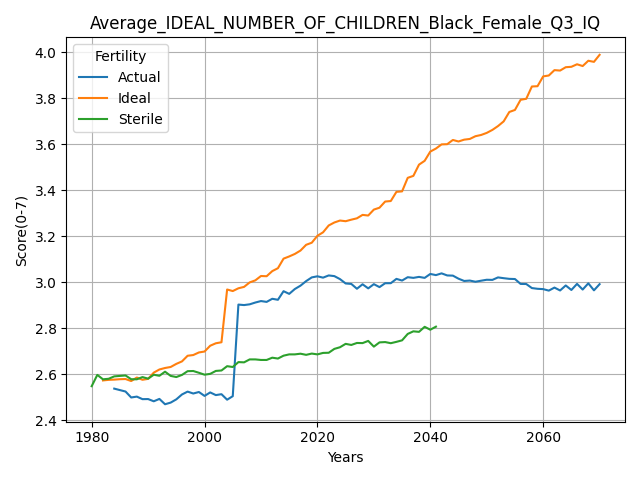 Average_IDEAL_NUMBER_OF_CHILDREN_Black_Female_Q3_IQ
Fertility
Actual
Ideal
Sterile
Score(0-7)
4.0
3.8
3.6
3.4
3.2
3.0
2.8
2.6
2.4
1980
2000
2020
2040
2060
Years